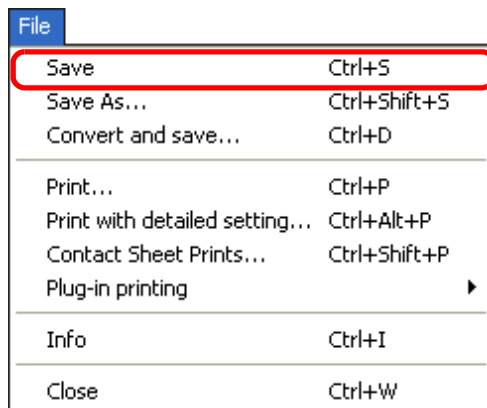 File
Save Ctrl+S
Save As... Ctrl+Shift+S
Convert and save... Ctrl+D
Print... Ctrl+P
Print with detailed setting... Ctrl+Alt+P
Contact Sheet Prints... Ctrl+Shift+P
Plug-in printing
Info Ctrl+I
Close Ctrl+W